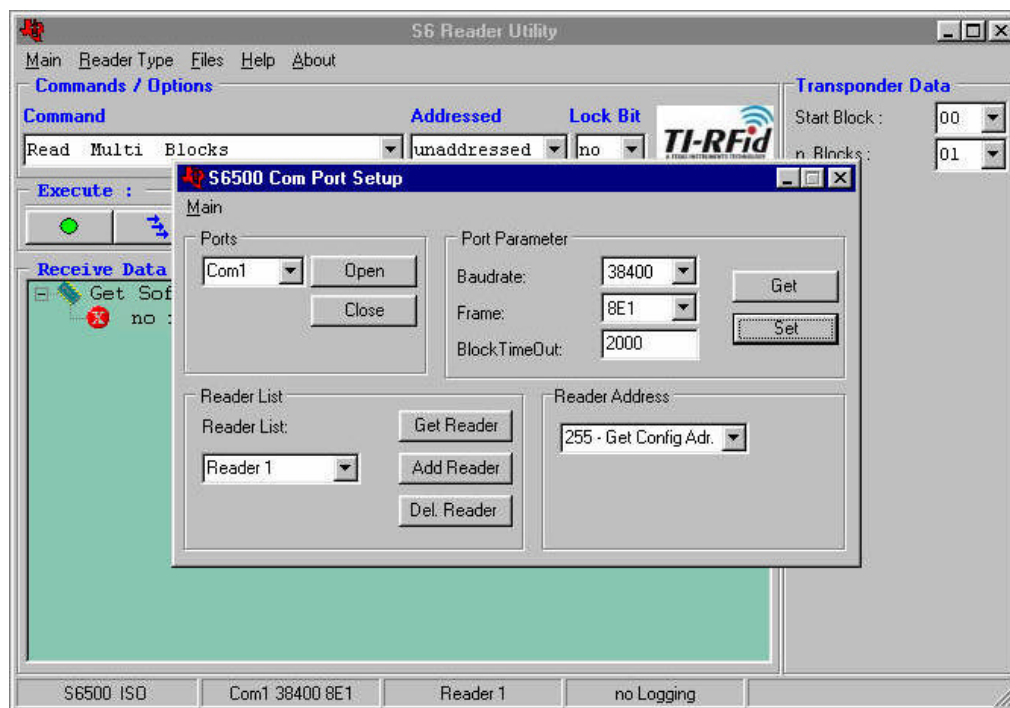 S6 Reader Utility
Main Reader Type Files Help About
Commands / Options
Command Addressed Lock Bit
Read Multi Blocks unaddressed no
TI-RFid
Transponder Data
Start Block : 00
n Blocks : 01
Execute :
Receive Data
Get Sof
no
S6500 Com Port Setup
Main
Ports
Com1 Open
Close
Port Parameter
Baudrate: 38400
Frame: 8E1
BlockTimeOut: 2000
Get
Set
Reader List
Reader List:
Reader 1
Get Reader
Add Reader
Del. Reader
Reader Address
255 - Get Config Adr.
S6500 ISO Com1 38400 8E1 Reader 1 no Logging